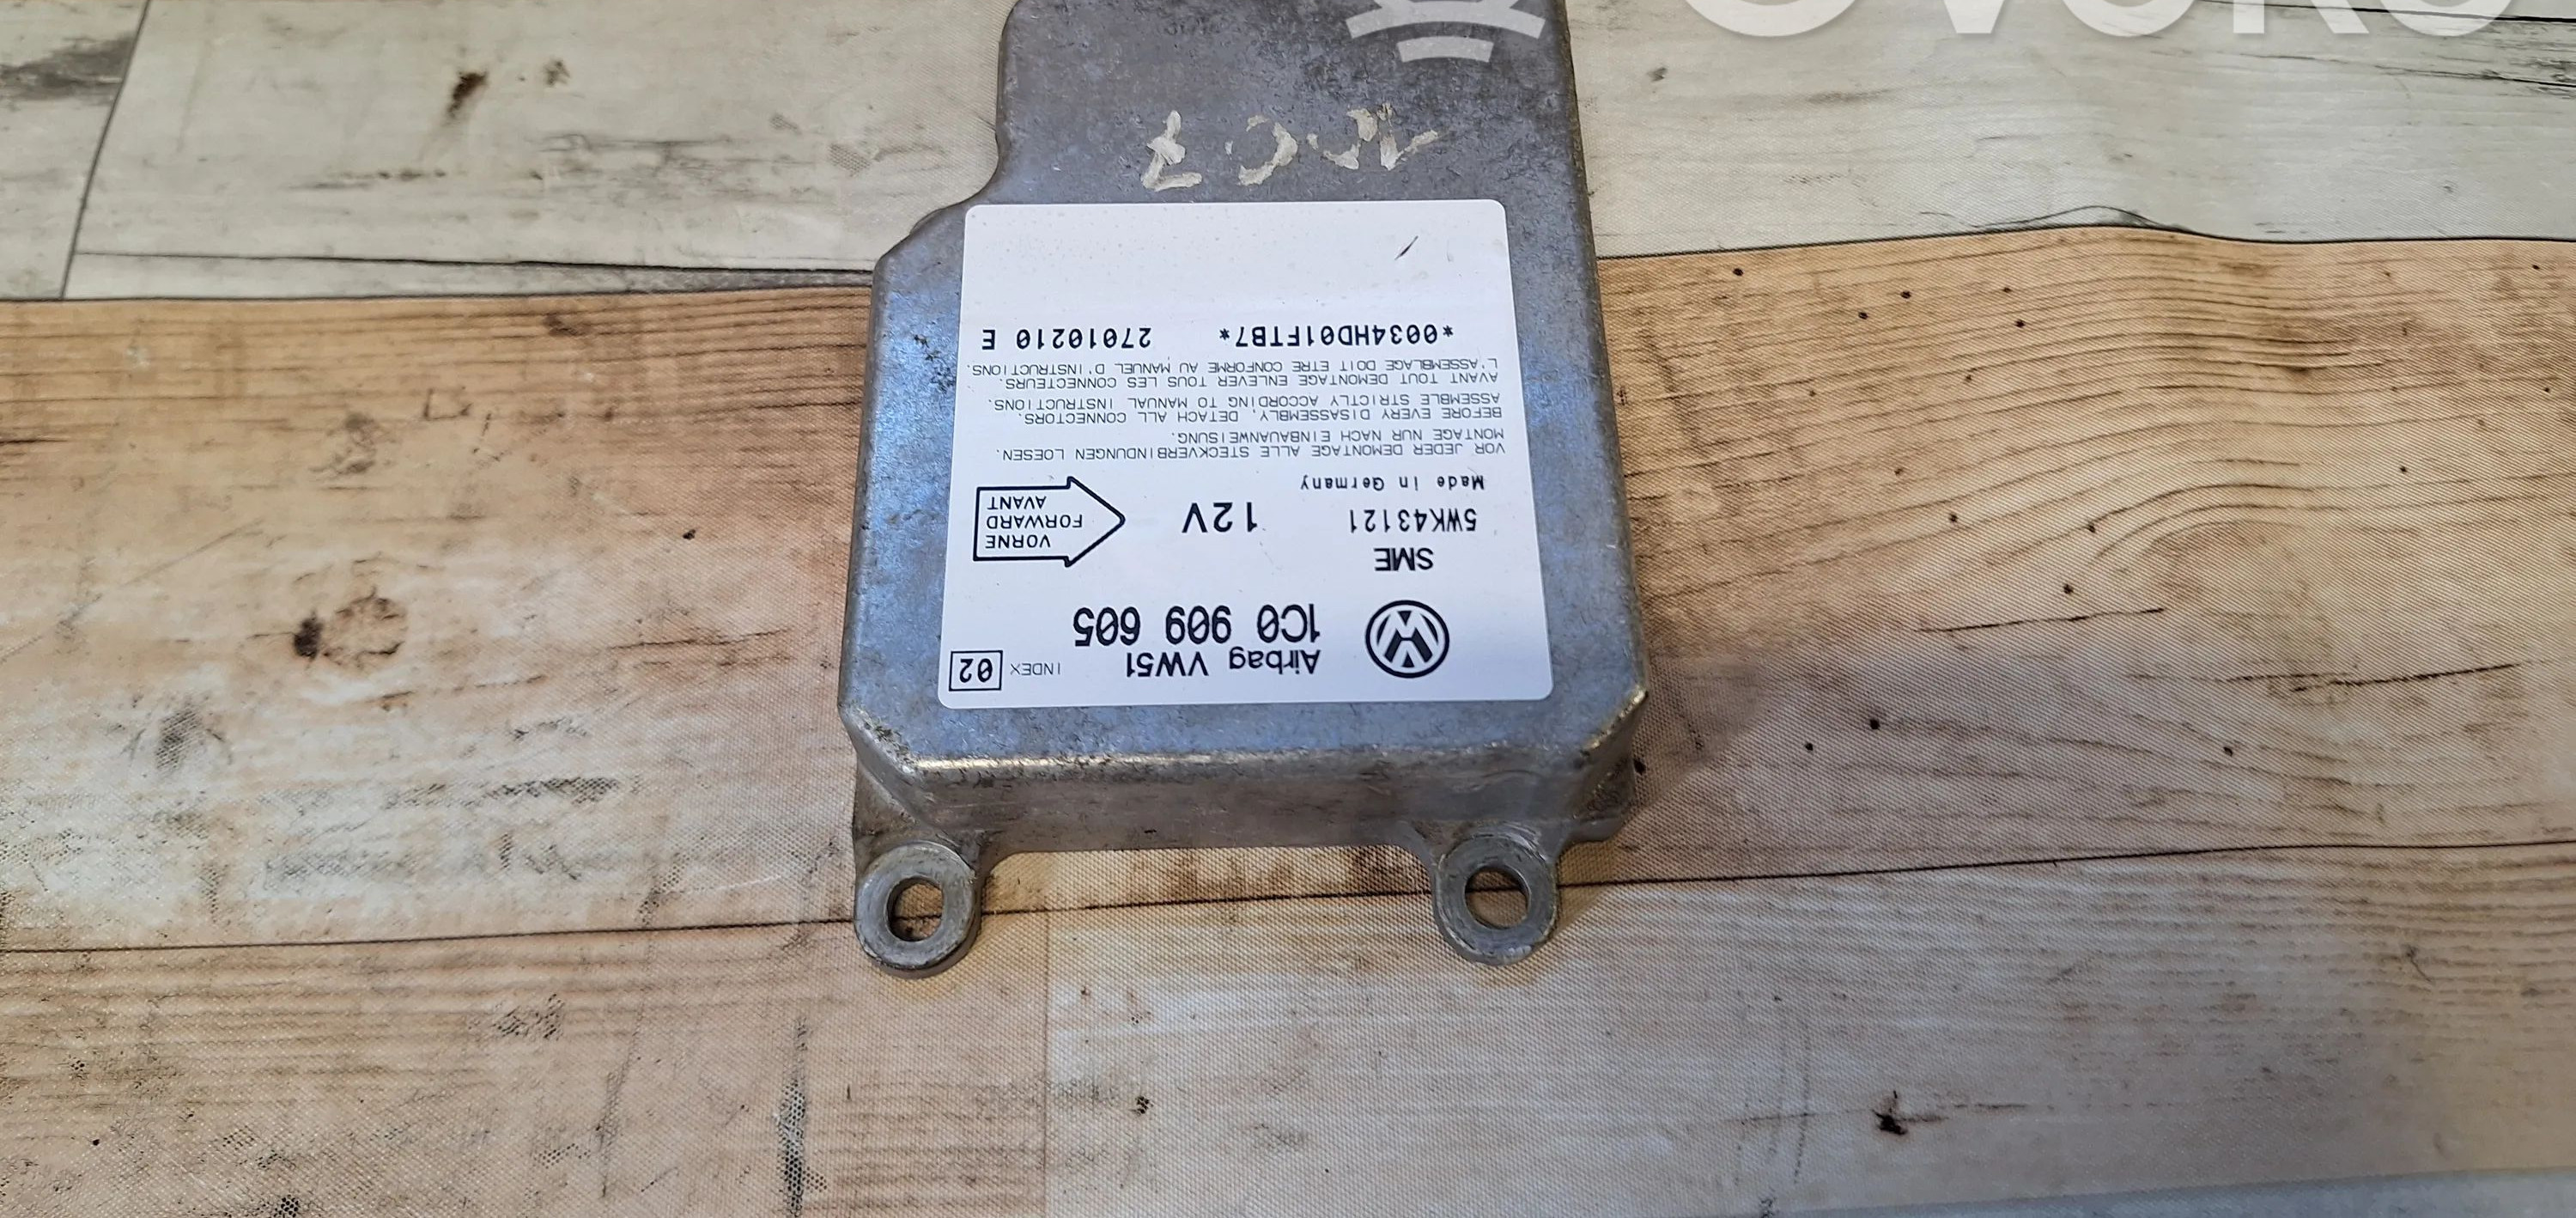 Airbag VW51 INDEX 02
1C0 909 605
SME
5WK43121 12V
Made in Germany
VORNE
FORWARD
AVANT
VOR JEDER DEMONTAGE ALLE STECKVERBINDUNGEN LOESEN.
MONTAGE NUR NACH EINBAUANWEISUNG.
BEFORE EVERY DISASSEMBLY, DETACH ALL CONNECTORS.
ASSEMBLE STRICTLY ACCORDING TO MANUAL INSTRUCTIONS.
AVANT TOUT DEMONTAGE ENLEVER TOUS LES CONNECTEURS.
L'ASSEMBLAGE DOIT ETRE CONFORME AU MANUEL D'INSTRUCTIONS.
*0034HD01FTB7* 27010210 E